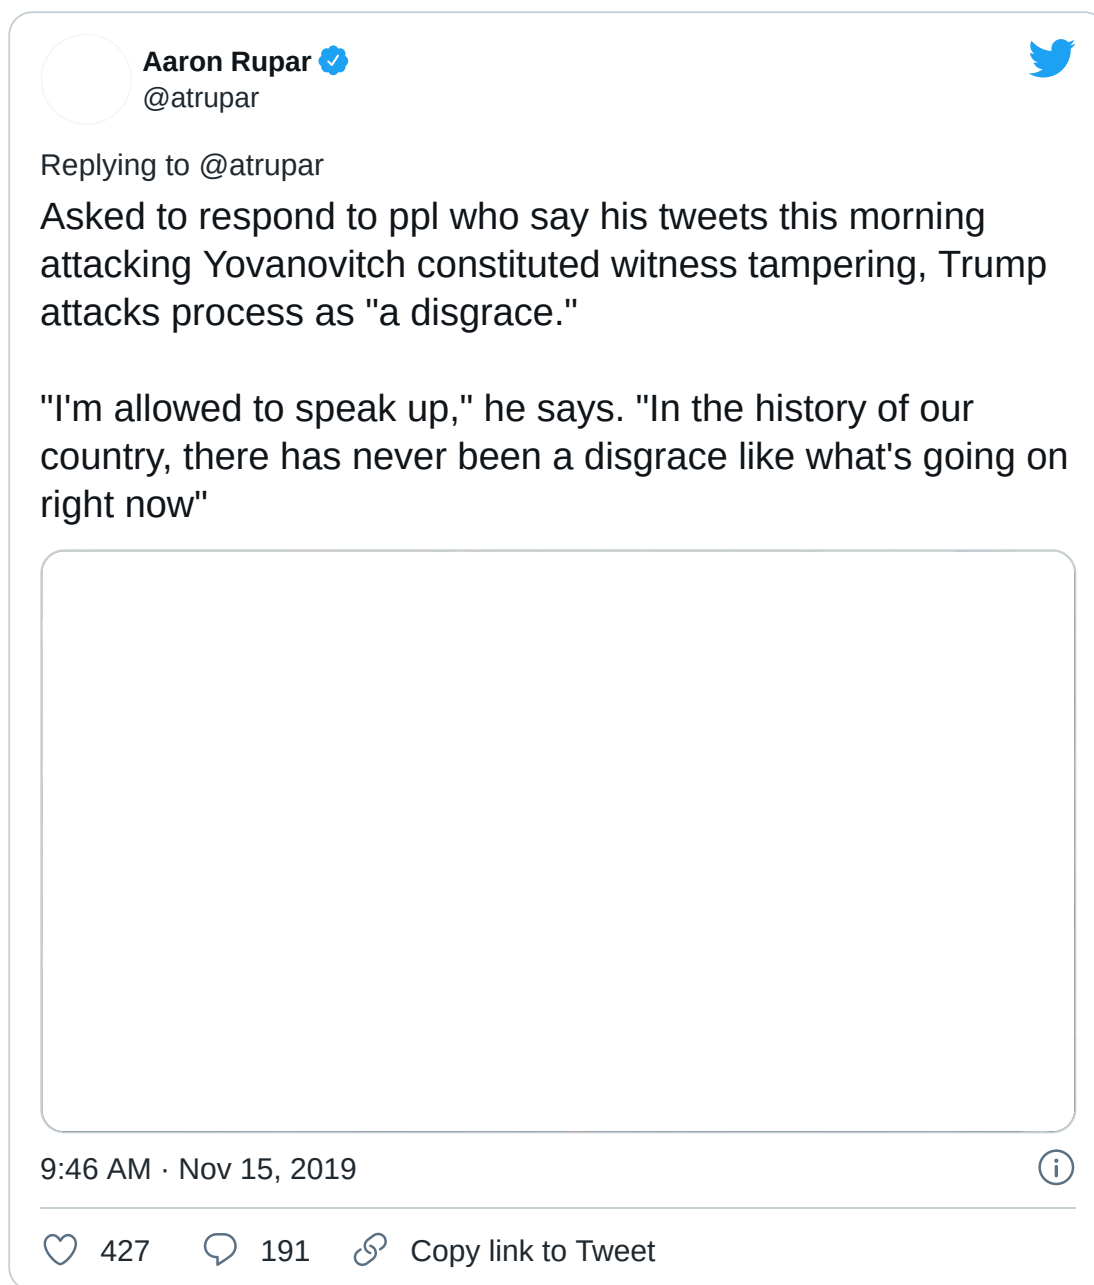 Aaron Rupar
@atrupar
Replying to @atrupar
Asked to respond to ppl who say his tweets this morning
attacking Yovanovitch constituted witness tampering, Trump
attacks process as "a disgrace."
"I'm allowed to speak up," he says. "In the history of our
country, there has never been a disgrace like what's going on
right now"
9:46 AM · Nov 15, 2019
427 191 Copy link to Tweet